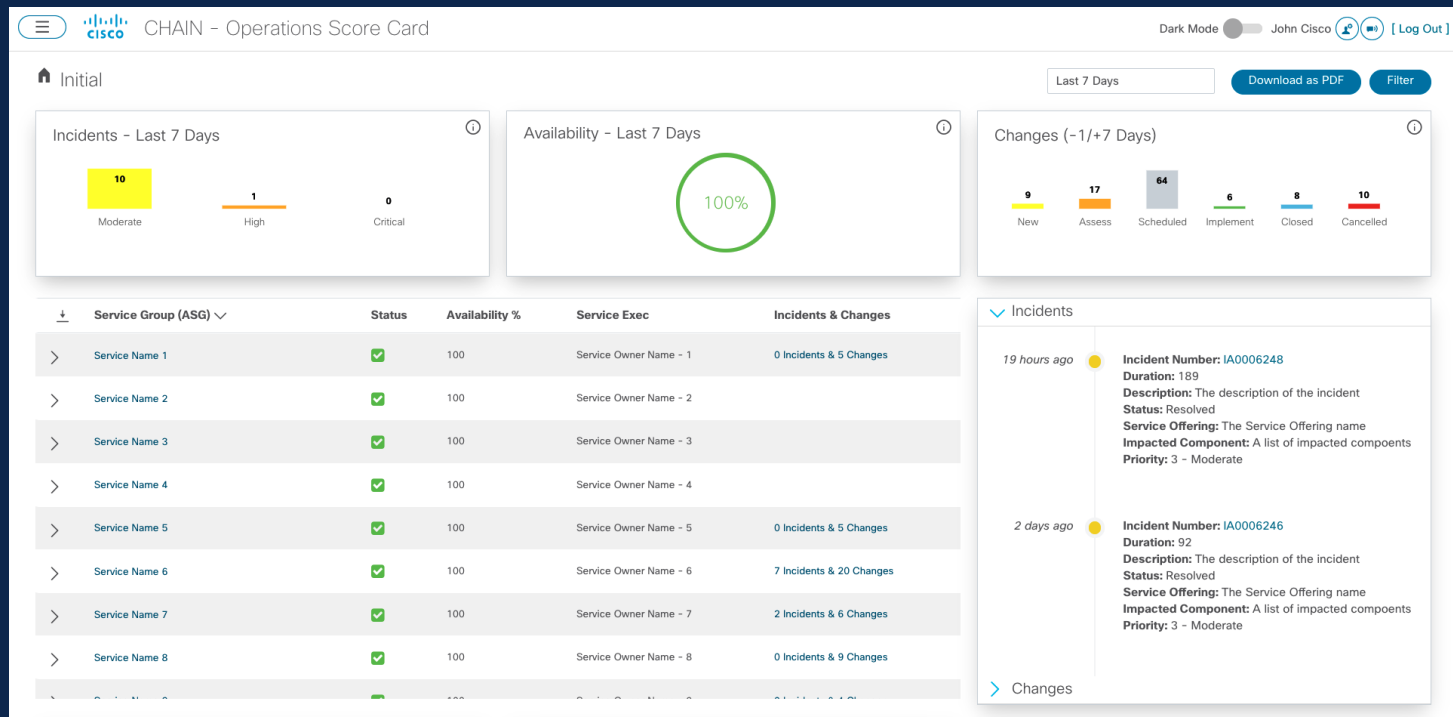 CISCO CHAIN - Operations Score Card
Dark Mode John Cisco [ Log Out ]
Initial
Last 7 Days Download as PDF Filter
Incidents - Last 7 Days
10 1 0
Moderate High Critical
Availability - Last 7 Days
100%
Changes (-1/+7 Days)
9 17 64 6 8 10
New Assess Scheduled Implement Closed Cancelled
Service Group (ASG) Status Availability % Service Exec Incidents & Changes
Service Name 1 100 Service Owner Name - 1 0 Incidents & 5 Changes
Service Name 2 100 Service Owner Name - 2
Service Name 3 100 Service Owner Name - 3
Service Name 4 100 Service Owner Name - 4
Service Name 5 100 Service Owner Name - 5 0 Incidents & 5 Changes
Service Name 6 100 Service Owner Name - 6 7 Incidents & 20 Changes
Service Name 7 100 Service Owner Name - 7 2 Incidents & 6 Changes
Service Name 8 100 Service Owner Name - 8 0 Incidents & 9 Changes
Incidents
19 hours ago Incident Number: IA0006248
Duration: 189
Description: The description of the incident
Status: Resolved
Service Offering: The Service Offering name
Impacted Component: A list of impacted compoents
Priority: 3 - Moderate
2 days ago Incident Number: IA0006246
Duration: 92
Description: The description of the incident
Status: Resolved
Service Offering: The Service Offering name
Impacted Component: A list of impacted compoents
Priority: 3 - Moderate
Changes